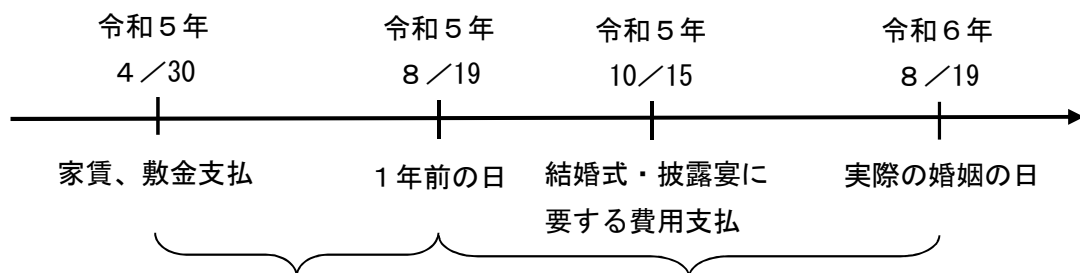 令和５年 令和５年 令和５年 令和６年
４／30 ８／19 10／15 ８／19
家賃、敷金支払 １年前の日 結婚式・披露宴に 実際の婚姻の日
要する費用支払